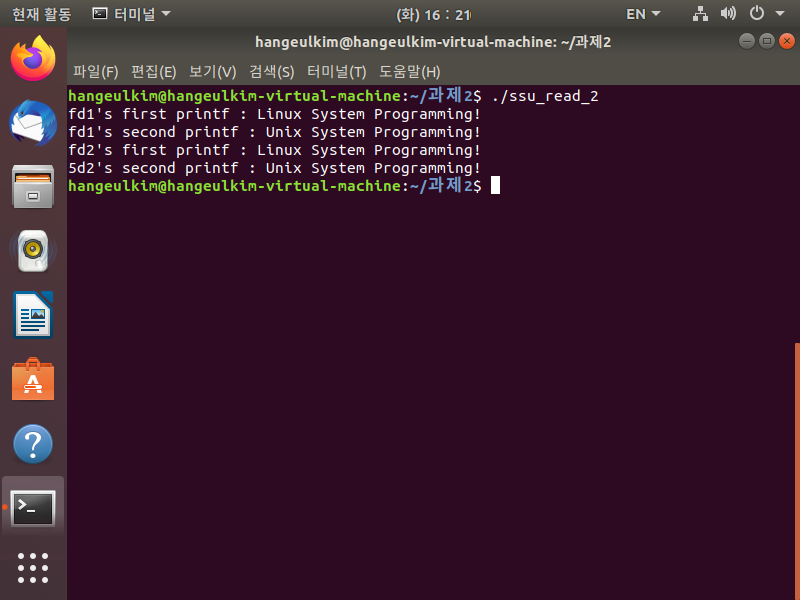 현재 활동 터미널 (화) 16 : 21 EN
hangeulkim@hangeulkim-virtual-machine: ~/과제2
파일(F) 편집(E) 보기(V) 검색(S) 터미널(T) 도움말(H)
hangeulkim@hangeulkim-virtual-machine:~/과제2$ ./ssu_read_2
fd1's first printf : Linux System Programming!
fd1's second printf : Unix System Programming!
fd2's first printf : Linux System Programming!
5d2's second printf : Unix System Programming!
hangeulkim@hangeulkim-virtual-machine:~/과제2$